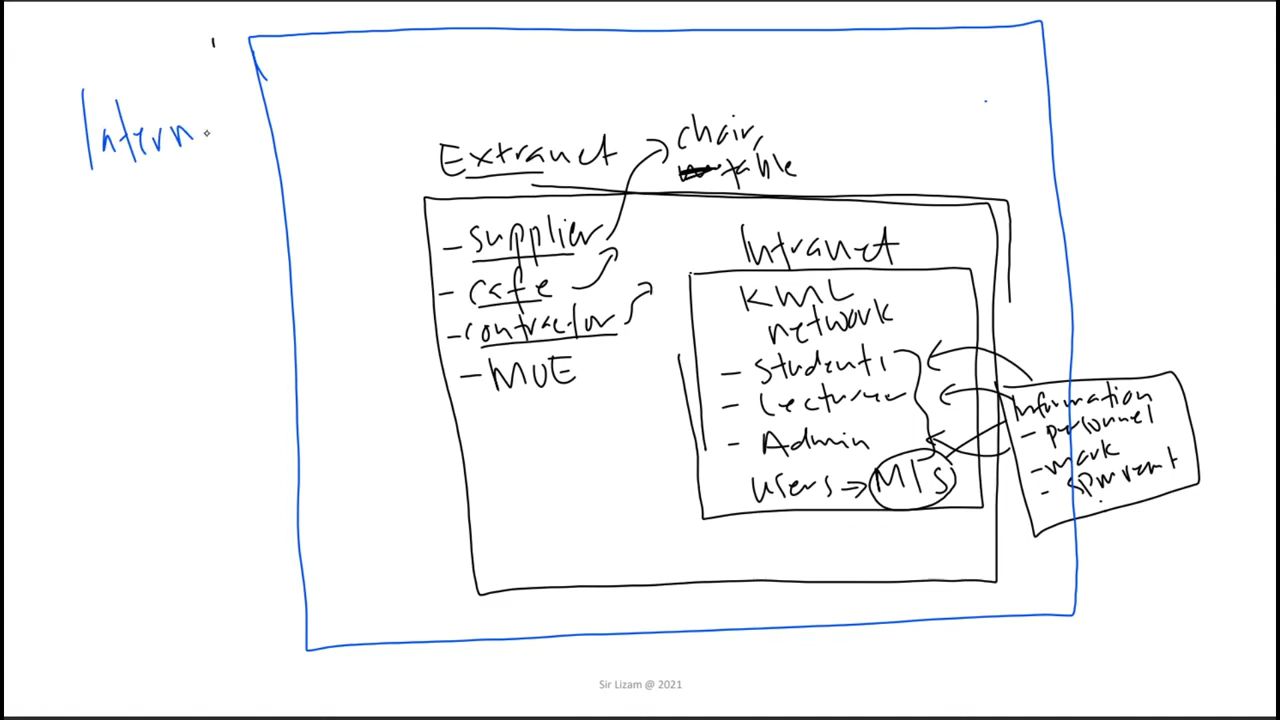 Intern
Extranet
chair,
table
- supplier
- cafe
- contractor
- MOE
Intranet
KML
network
- Students
- Lecturer
- Admin
Users → MIS
Information
- personnel
- mark
-
Sir Lizam @ 2021